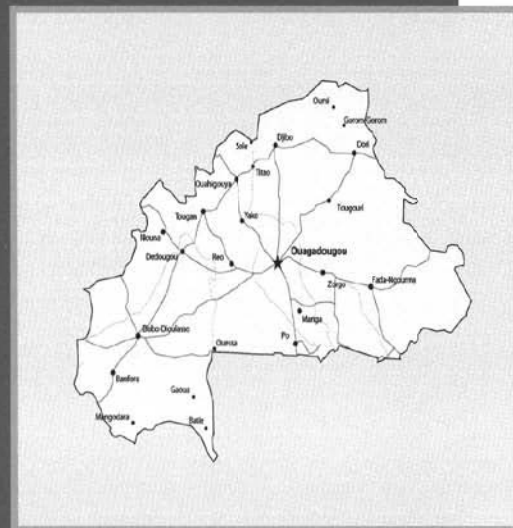 Oursi
Gorom-Gorom
Djibo
Dori
Titao
Ouahigouya
Tougan
Yako
Tougouri
Nouna
Ouagadougou
Dedougou
Reo
Zorgo
Fada-Ngourma
Manga
Po
Bobo-Dioulasso
Ouessa
Banfora
Gaoua
Mangodara
Batie